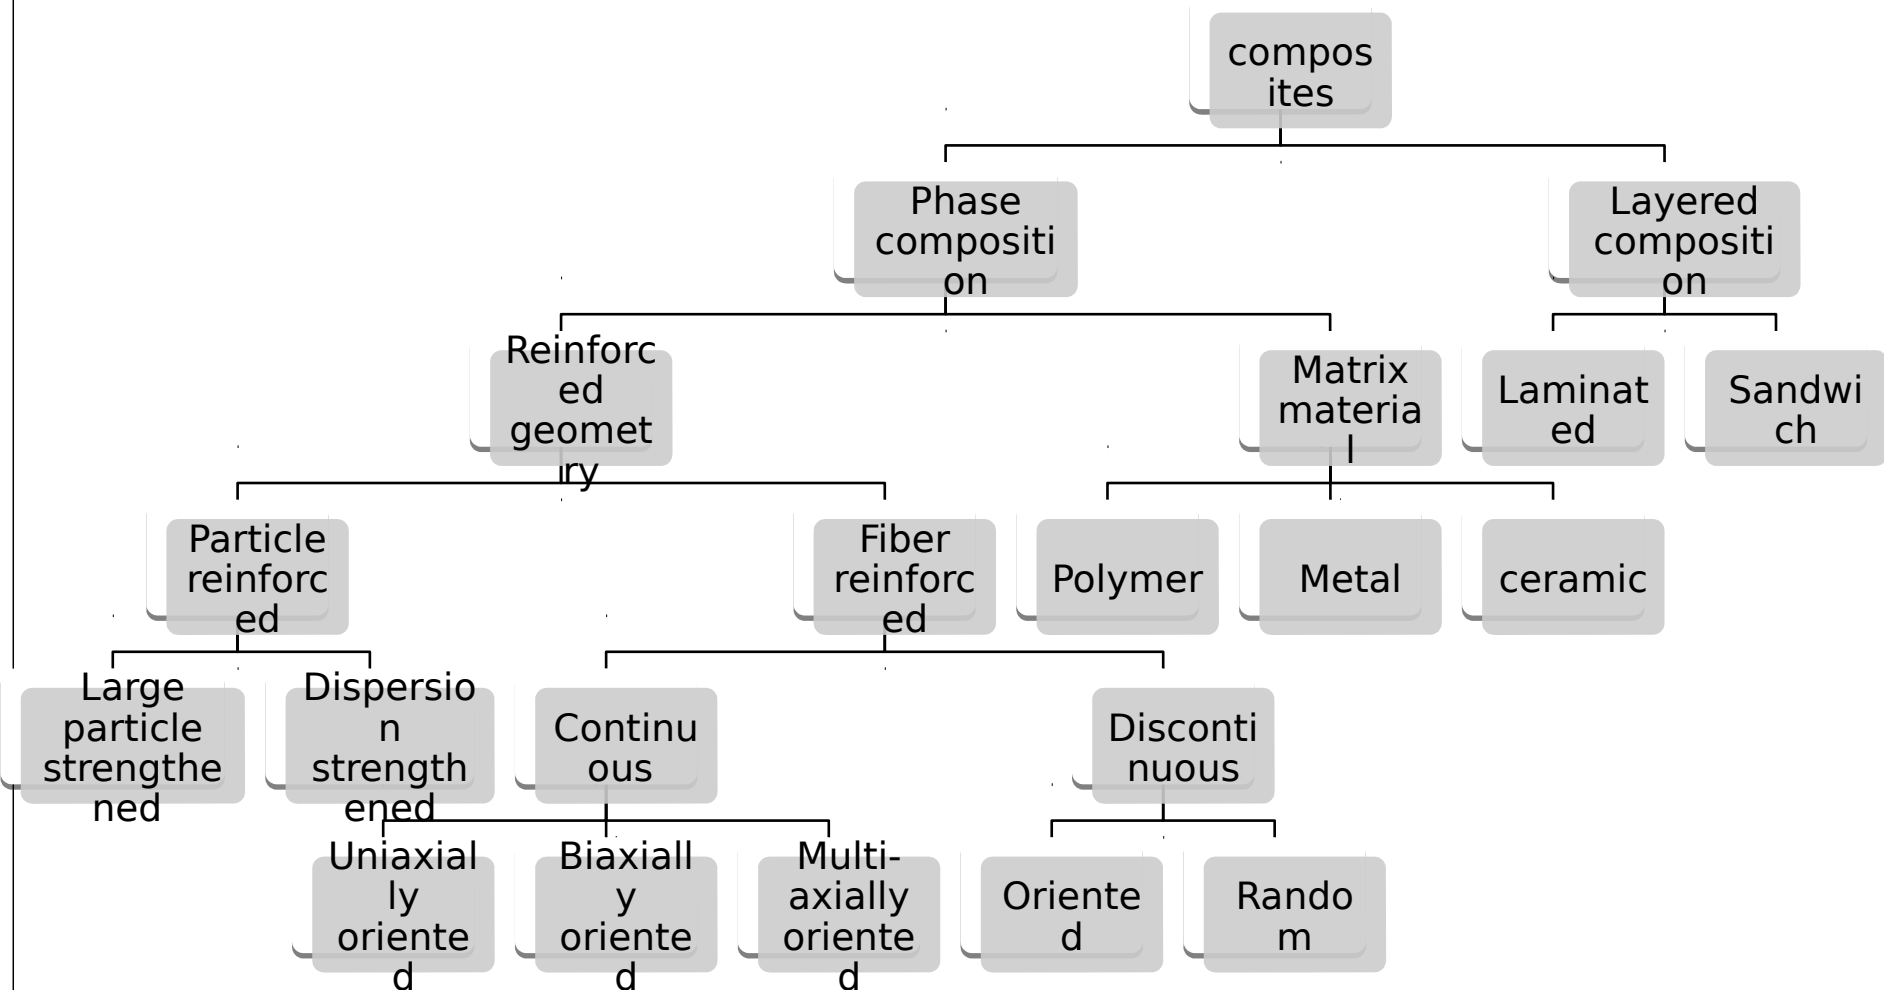 compos
ites
Phase
compositi
on
Layered
compositi
on
Reinforc
ed
geomet
ry
Matrix
materia
l
Laminat
ed
Sandwi
ch
Particle
reinforc
ed
Fiber
reinforc
ed
Polymer
Metal
ceramic
Large
particle
strengthe
ned
Dispersio
n
strength
ened
Continu
ous
Disconti
nuous
Uniaxial
ly
oriente
d
Biaxiall
y
oriente
d
Multi-
axially
oriente
d
Oriente
d
Rando
m